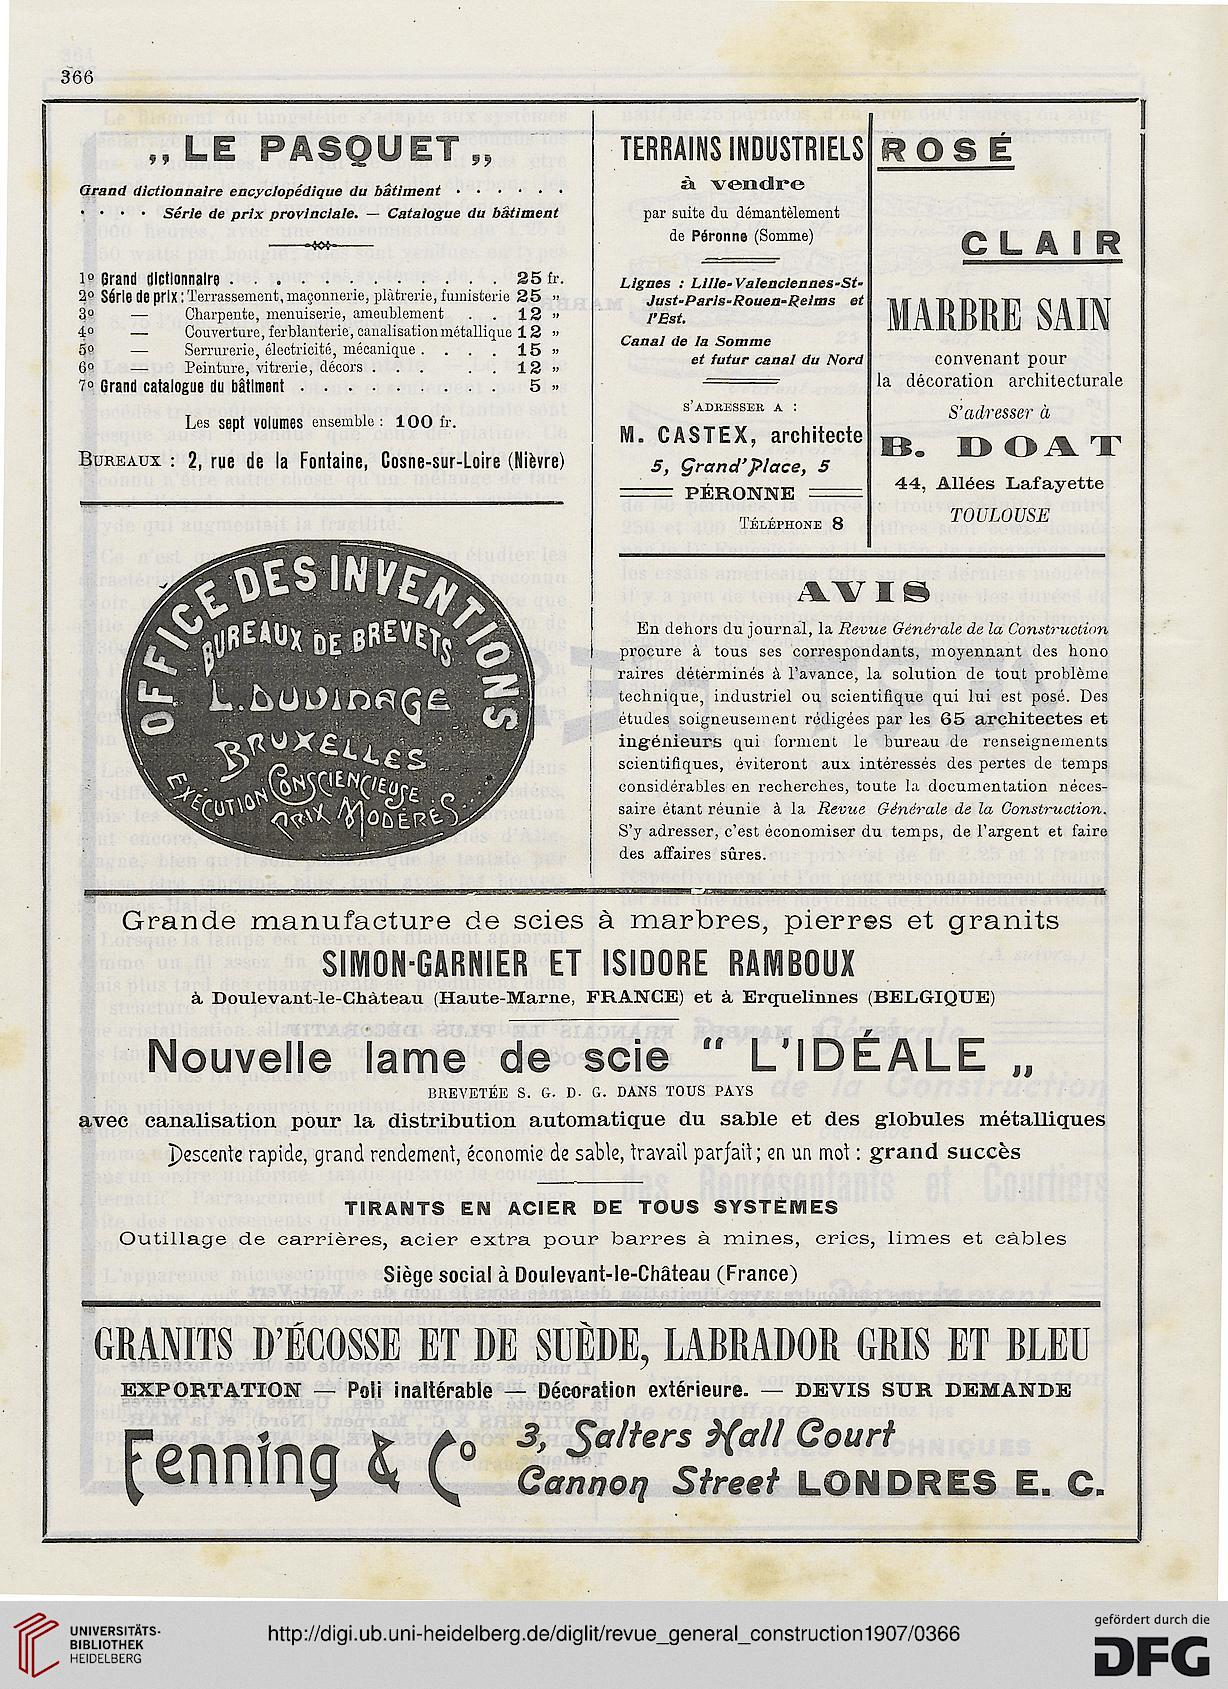 366
„ LE PASQUET „
Grand dictionnaire encyclopédique du bâtiment . . . . . .
. . . . Série de prix provinciale. — Catalogue du bâtiment
1º Grand dictionnaire . . . . . . . . . . . . 25 fr.
2º Série de prix : Terrassement, maçonnerie, plâtrerie, fumisterie 25 „
3º — Charpente, menuiserie, ameublement . . 12 „
4º — Couverture, ferblanterie, canalisation métallique 12 „
5º — Serrurerie, électricité, mécanique . . . . 15 „
6º — Peinture, vitrerie, décors . . . . . . 12 „
7º Grand catalogue du bâtiment . . . . . . . . 5 „
Les sept volumes ensemble : 100 fr.
BUREAUX : 2, rue de la Fontaine, Cosne-sur-Loire (Nièvre)
OFFICE DES INVENTIONS
BUREAUX DE BREVETS
L. DUVINAGE
BRUXELLES
EXÉCUTION CONSCIENCIEUSE
PRIX MODÉRÉS
TERRAINS INDUSTRIELS
à vendre
par suite du démantèlement
de Péronne (Somme)
Lignes : Lille-Valenciennes-St-
Just-Paris-Rouen-Reims et
l'Est.
Canal de la Somme
et futur canal du Nord
S'ADRESSER A :
M. CASTEX, architecte
5, Grand'Place, 5
PÉRONNE
TÉLÉPHONE 8
ROSÉ
CLAIR
MARBRE SAIN
convenant pour
la décoration architecturale
S'adresser à
B. DOAT
44, Allées Lafayette
TOULOUSE
AVIS
En dehors du journal, la Revue Générale de la Construction
procure à tous ses correspondants, moyennant des hono
raires déterminés à l'avance, la solution de tout problème
technique, industriel ou scientifique qui lui est posé. Des
études soigneusement rédigées par les 65 architectes et
ingénieurs qui forment le bureau de renseignements
scientifiques, éviteront aux intéressés des pertes de temps
considérables en recherches, toute la documentation néces-
saire étant réunie à la Revue Générale de la Construction.
S'y adresser, c'est économiser du temps, de l'argent et faire
des affaires sûres.
Grande manufacture de scies à marbres, pierres et granits
SIMON-GARNIER ET ISIDORE RAMBOUX
à Doulevant-le-Château (Haute-Marne, FRANCE) et à Erquelinnes (BELGIQUE)
Nouvelle lame de scie “ L'IDÉALE „
BREVETÉE S. G. D. G. DANS TOUS PAYS
avec canalisation pour la distribution automatique du sable et des globules métalliques
Descente rapide, grand rendement, économie de sable, travail parfait ; en un mot : grand succès
TIRANTS EN ACIER DE TOUS SYSTÈMES
Outillage de carrières, acier extra pour barres à mines, crics, limes et câbles
Siège social à Doulevant-le-Château (France)
GRANITS D'ÉCOSSE ET DE SUÈDE, LABRADOR GRIS ET BLEU
EXPORTATION — Poli inaltérable — Décoration extérieure. — DEVIS SUR DEMANDE
Fenning & Cº
3, Salters Hall Court
Cannon Street LONDRES E. C.
UNIVERSITÄTS-
BIBLIOTHEK
HEIDELBERG
http://digi.ub.uni-heidelberg.de/diglit/revue_general_construction1907/0366
gefördert durch die
DFG